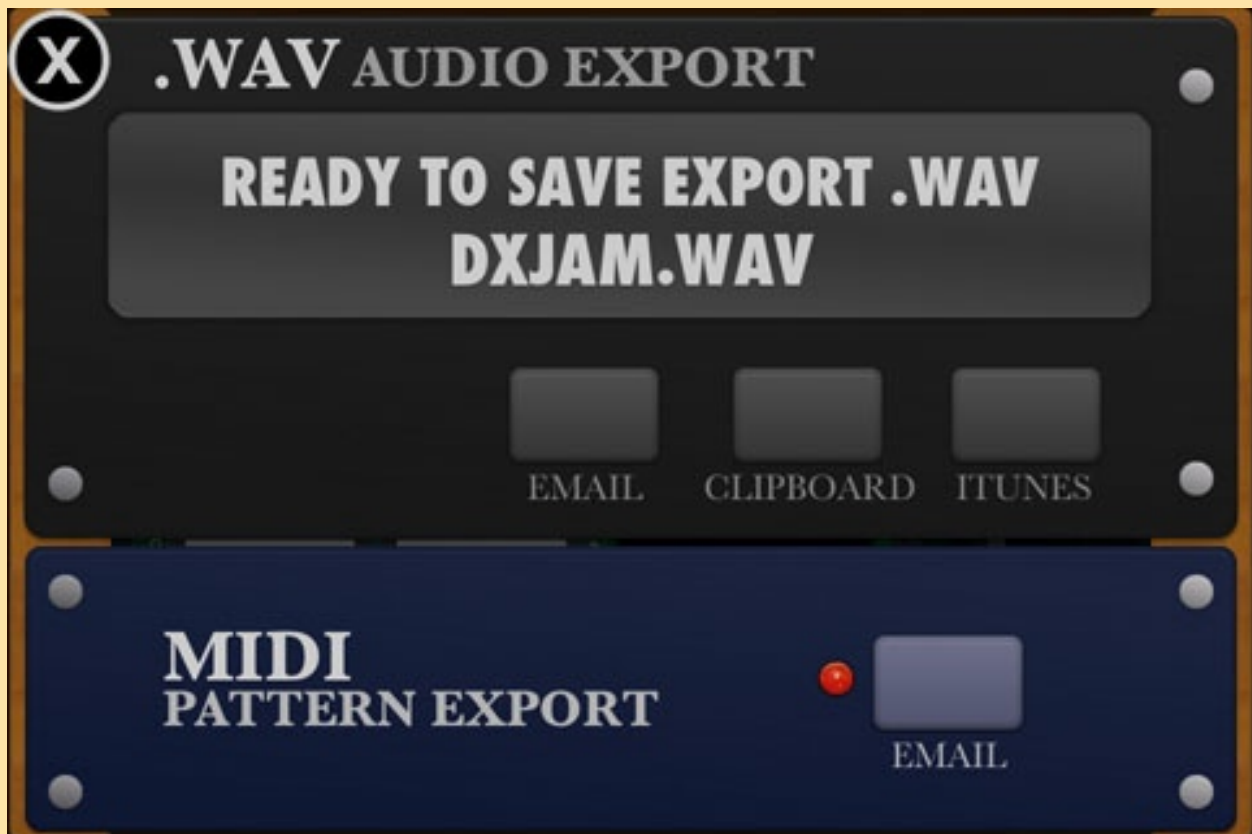 X
.WAV AUDIO EXPORT
READY TO SAVE EXPORT .WAV
DXJAM.WAV
EMAIL CLIPBOARD ITUNES
MIDI
PATTERN EXPORT
EMAIL